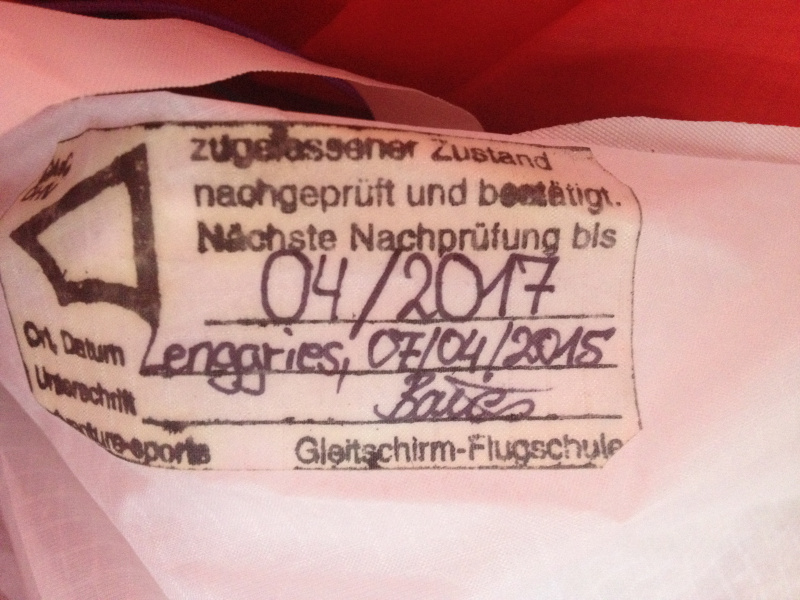 zugelassener Zustand
nachgeprüft und bestätigt.
Nächste Nachprüfung bis
04/2017
Ort, Datum Lenggries, 07/04/2015
Unterschrift
sports Gleitschirm-Flugschule